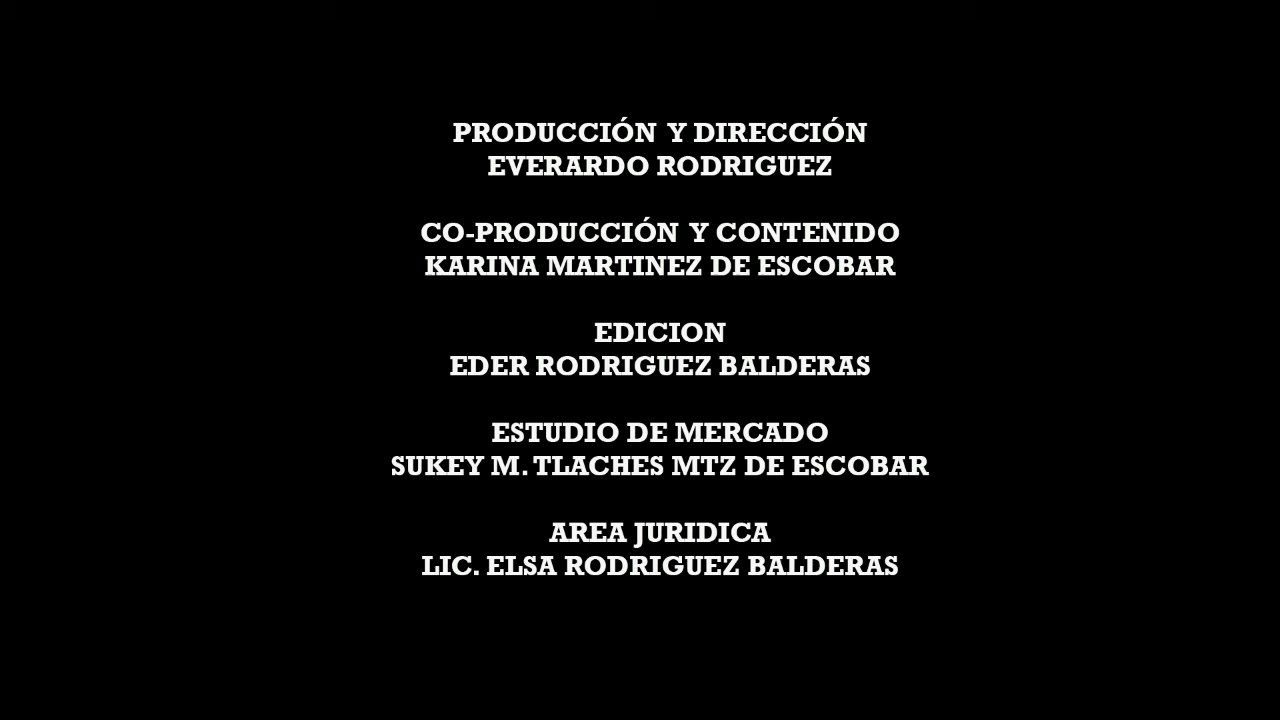 PRODUCCIÓN Y DIRECCIÓN
EVERARDO RODRIGUEZ
CO-PRODUCCIÓN Y CONTENIDO
KARINA MARTINEZ DE ESCOBAR
EDICION
EDER RODRIGUEZ BALDERAS
ESTUDIO DE MERCADO
SUKEY M. TLACHES MTZ DE ESCOBAR
AREA JURIDICA
LIC. ELSA RODRIGUEZ BALDERAS